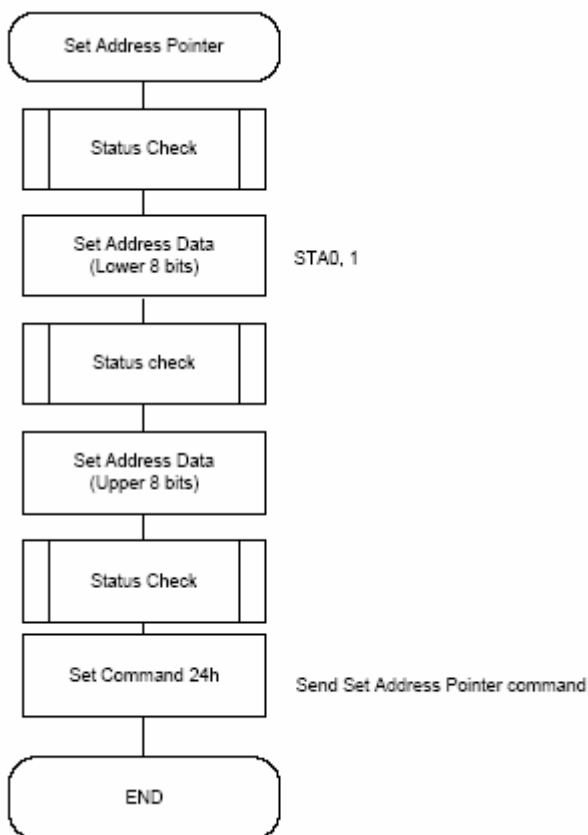 Set Address Pointer
Status Check
Set Address Data
(Lower 8 bits)
STA0, 1
Status check
Set Address Data
(Upper 8 bits)
Status Check
Set Command 24h
Send Set Address Pointer command
END